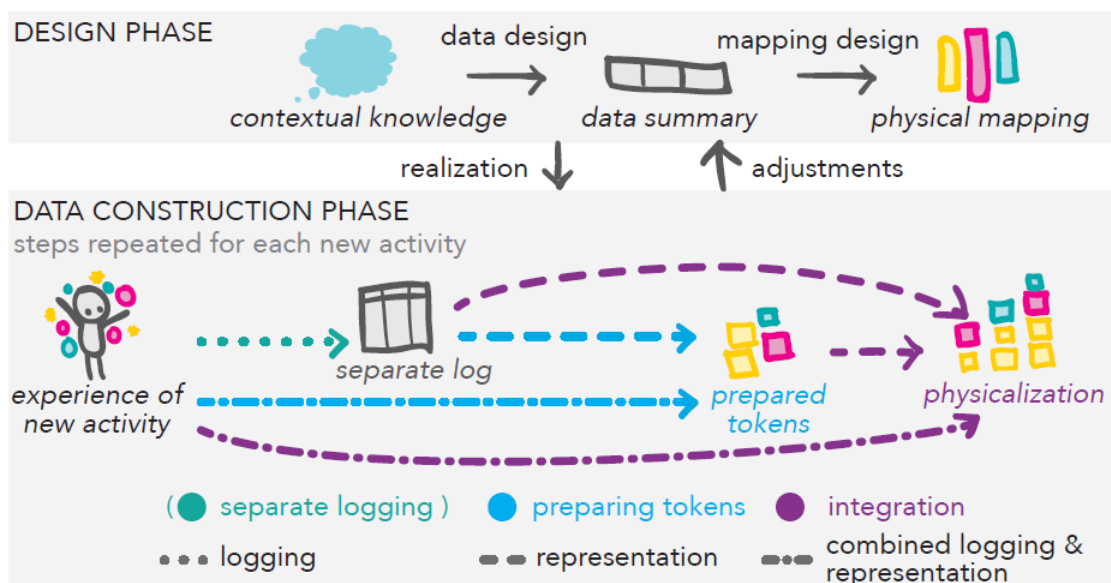 DESIGN PHASE
data design
mapping design
contextual knowledge
data summary
physical mapping
realization
adjustments
DATA CONSTRUCTION PHASE
steps repeated for each new activity
separate log
experience of
new activity
prepared
tokens
physicalization
( separate logging )
preparing tokens
integration
logging
representation
combined logging &
representation